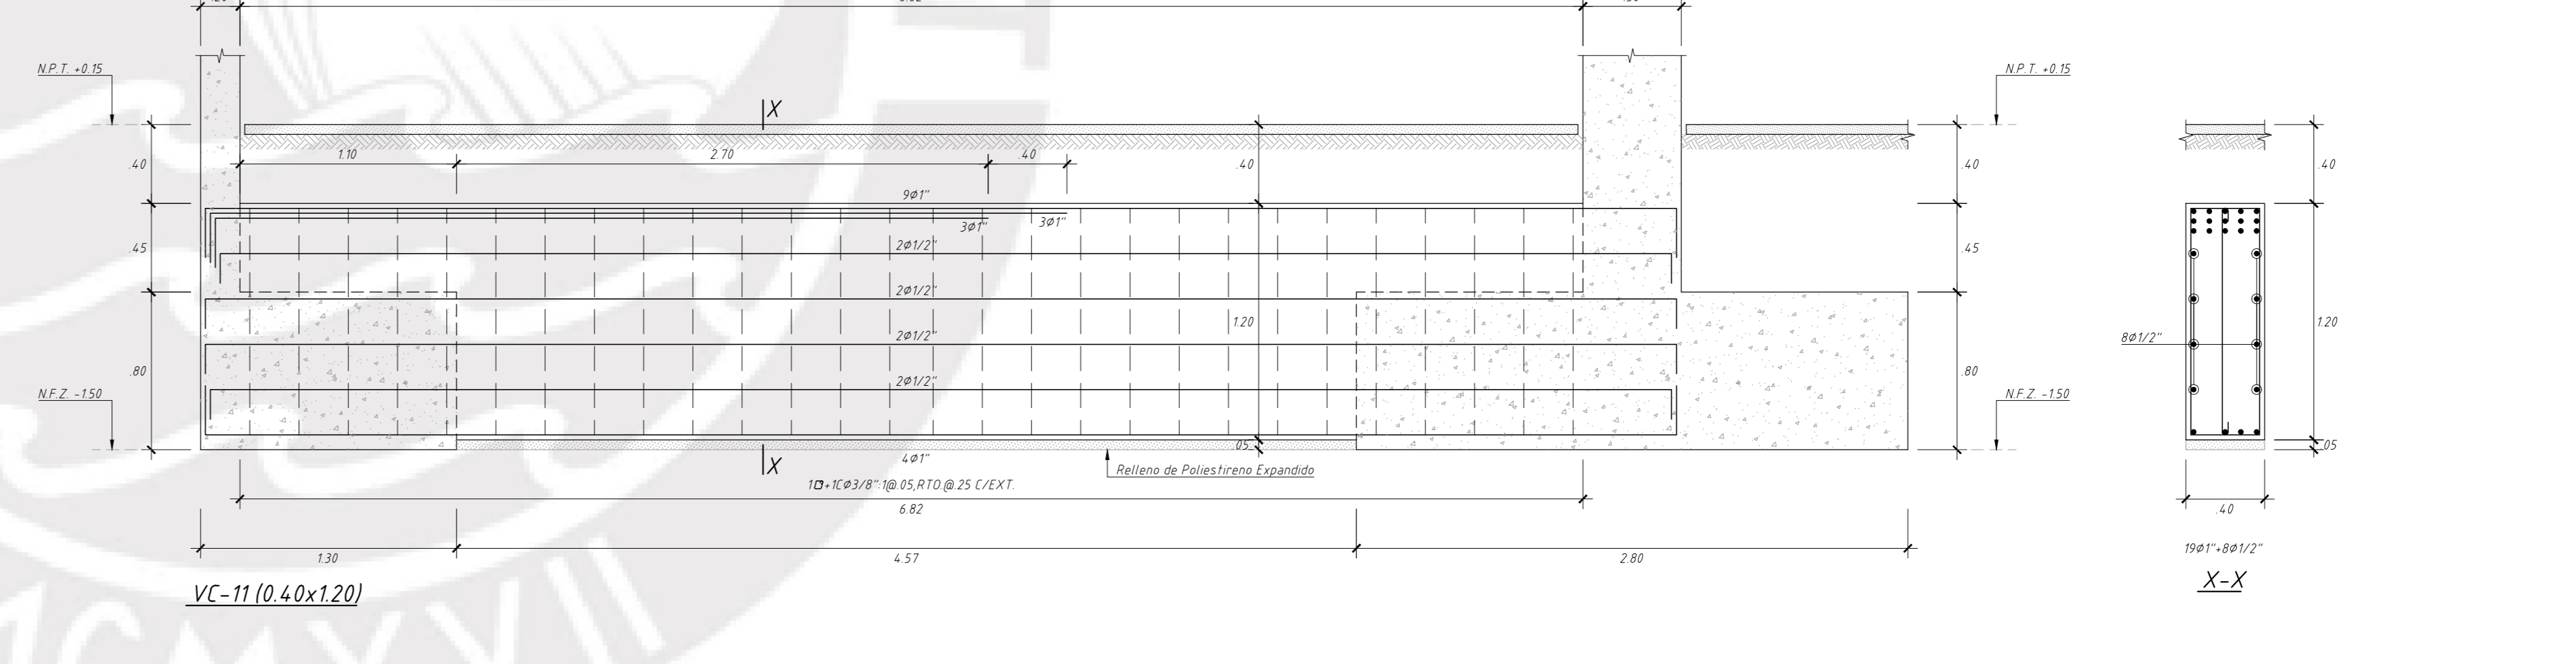 N.P.T. +0.15
N.P.T. +0.15
X
1.10
2.70
.40
.40
.40
.40
.40
9Ø1"
3Ø1"
3Ø1"
2Ø1/2"
.45
.45
2Ø1/2"
1.20
1.20
2Ø1/2"
8Ø1/2"
.80
.80
2Ø1/2"
N.F.Z. -1.50
N.F.Z. -1.50
.05
.05
4Ø1"
X
Relleno de Poliestireno Expandido
+1CØ3/8":1@.05,RTO.@.25 C/EXT.
6.82
.40
1.30
4.57
2.80
19Ø1"+8Ø1/2"
VC-11 (0.40x1.20)
X-X